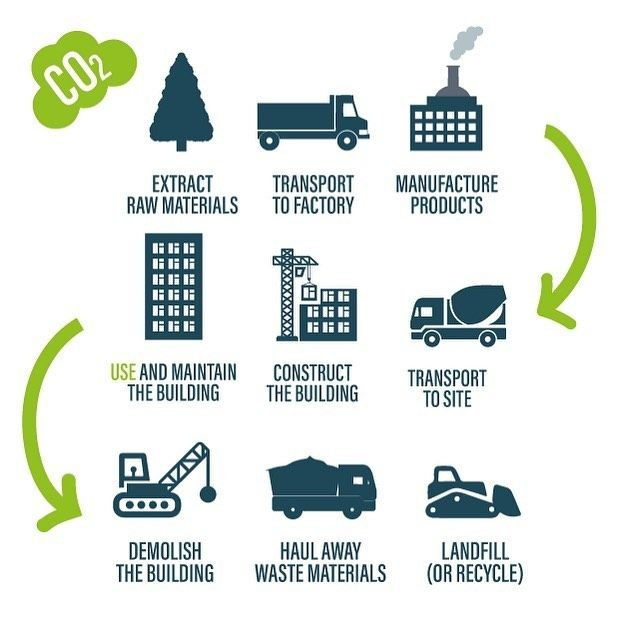 CO2
EXTRACT
RAW MATERIALS
TRANSPORT
TO FACTORY
MANUFACTURE
PRODUCTS
TRANSPORT
TO SITE
CONSTRUCT
THE BUILDING
USE AND MAINTAIN
THE BUILDING
DEMOLISH
THE BUILDING
HAUL AWAY
WASTE MATERIALS
LANDFILL
(OR RECYCLE)